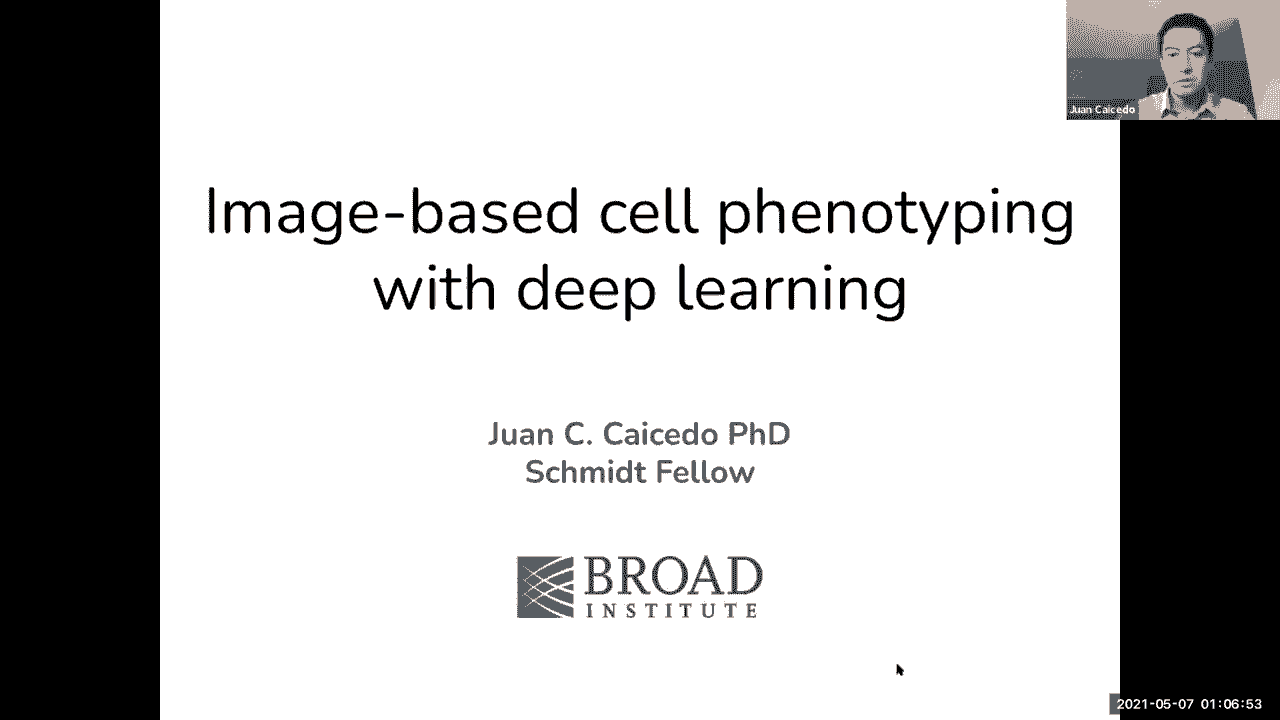 Juan Caicedo
Image-based cell phenotyping
with deep learning
Juan C. Caicedo PhD
Schmidt Fellow
BROAD
INSTITUTE
2021-05-07 01:06:53